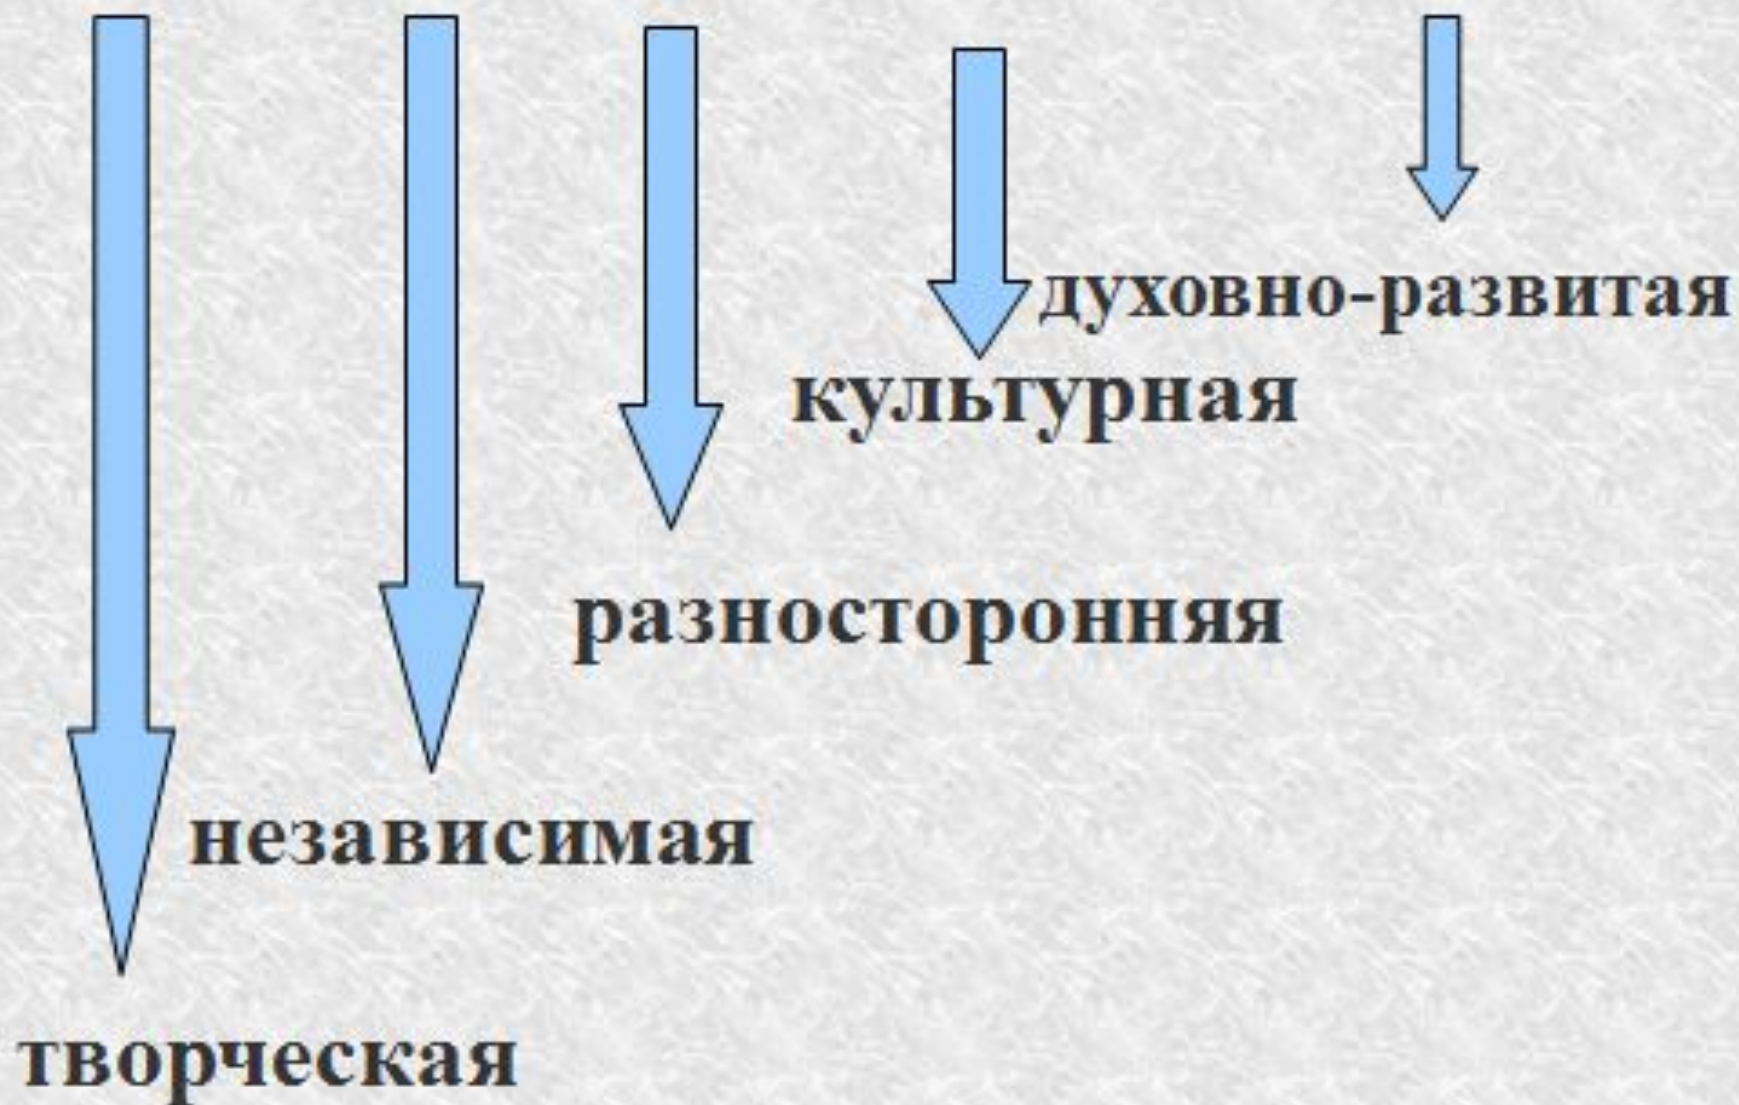 духовно-развитая
культурная
разносторонняя
независимая
творческая